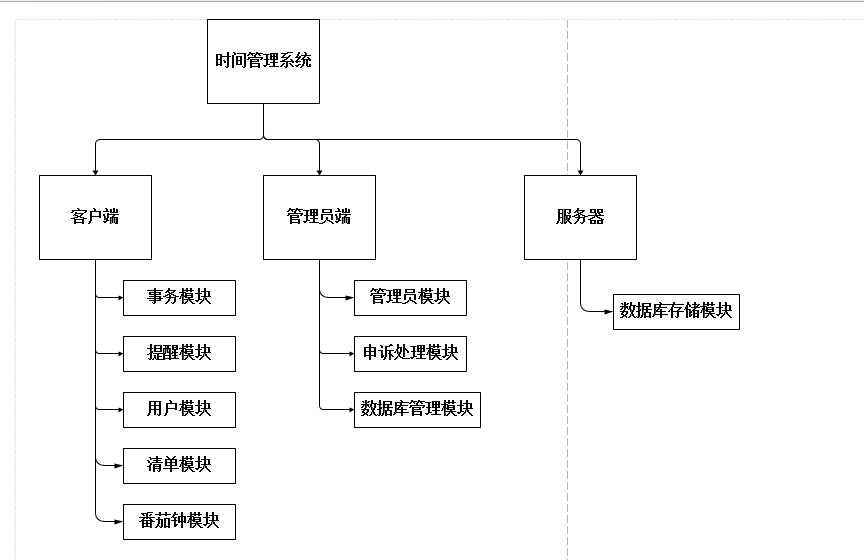 时间管理系统
客户端
管理员端
服务器
事务模块
提醒模块
用户模块
清单模块
番茄钟模块
管理员模块
申诉处理模块
数据库管理模块
数据库存储模块